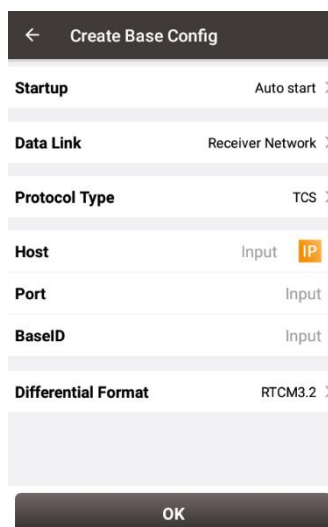 Create Base Config
Startup Auto start
Data Link Receiver Network
Protocol Type TCS
Host Input IP
Port Input
BaseID Input
Differential Format RTCM3.2
OK